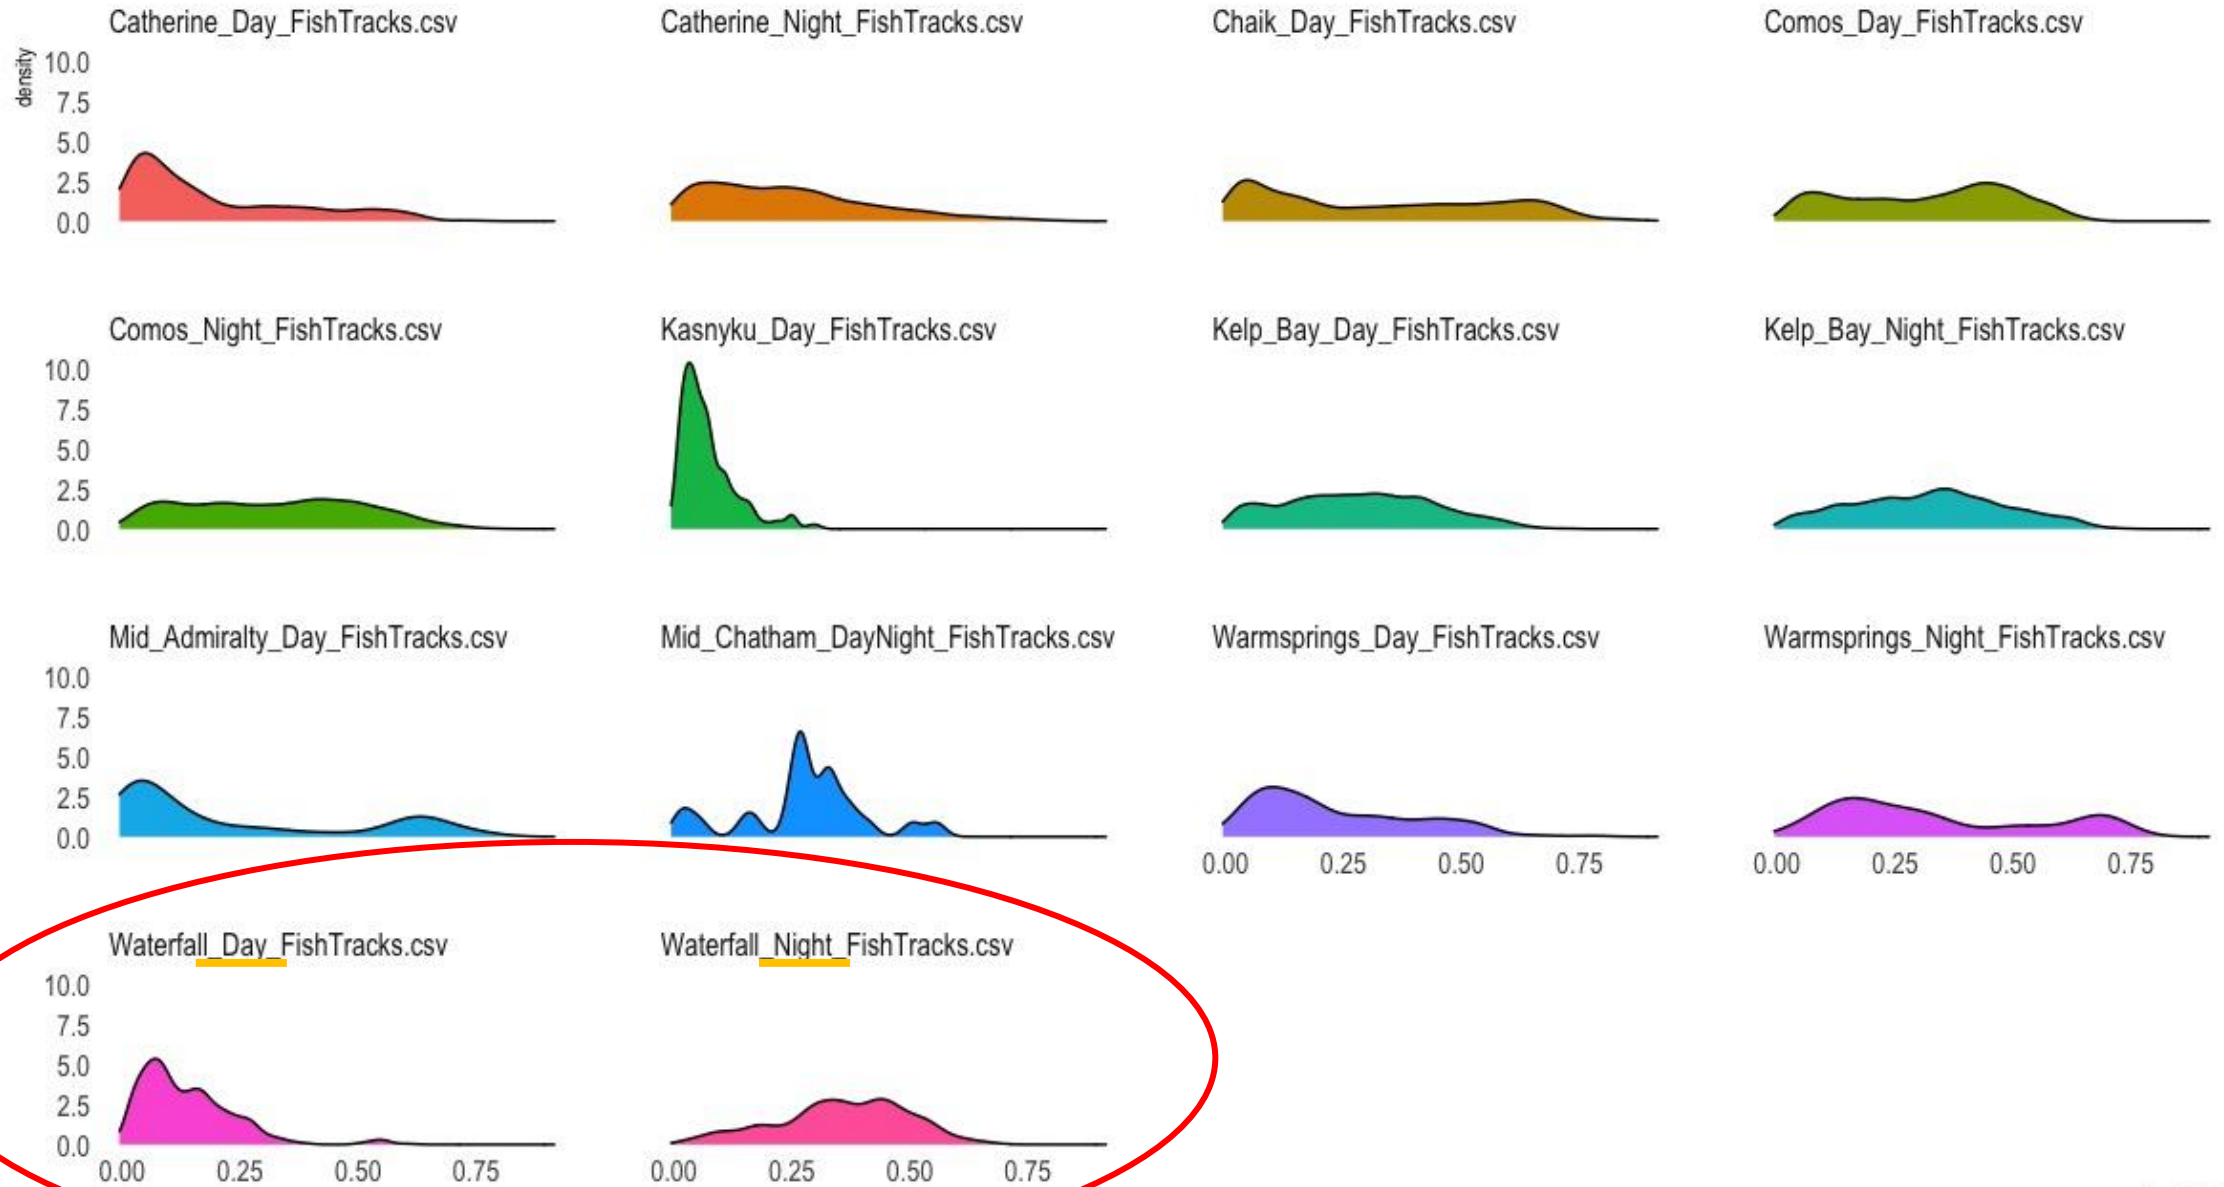 Catherine_Day_FishTracks.csv
Catherine_Night_FishTracks.csv
Chaik_Day_FishTracks.csv
Comos_Day_FishTracks.csv
density
10.0
7.5
5.0
2.5
0.0
Comos_Night_FishTracks.csv
Kasnyku_Day_FishTracks.csv
Kelp_Bay_Day_FishTracks.csv
Kelp_Bay_Night_FishTracks.csv
10.0
7.5
5.0
2.5
0.0
Mid_Admiralty_Day_FishTracks.csv
Mid_Chatham_DayNight_FishTracks.csv
Warmsprings_Day_FishTracks.csv
Warmsprings_Night_FishTracks.csv
10.0
7.5
5.0
2.5
0.0
0.00 0.25 0.50 0.75
0.00 0.25 0.50 0.75
Waterfall_Day_FishTracks.csv
Waterfall_Night_FishTracks.csv
10.0
7.5
5.0
2.5
0.0
0.00 0.25 0.50 0.75
0.00 0.25 0.50 0.75